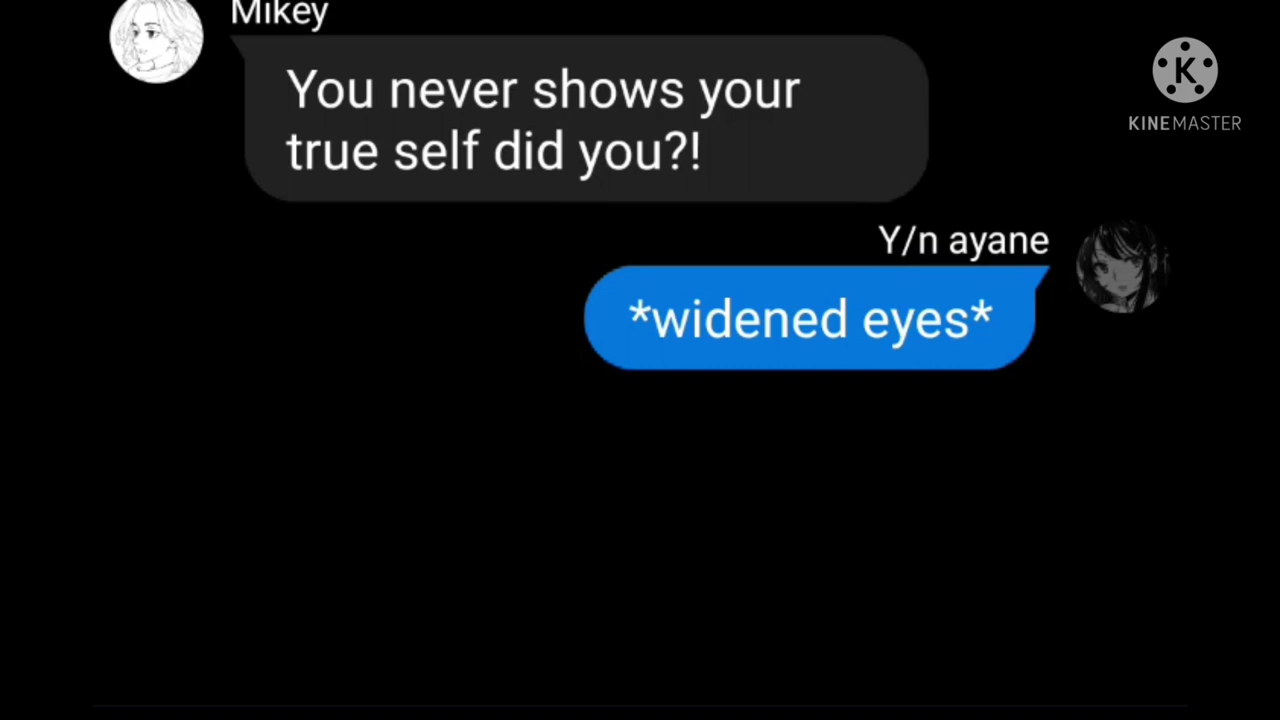 Mikey
You never shows your
true self did you?!
Y/n ayane
*widened eyes*
K
KINEMASTER